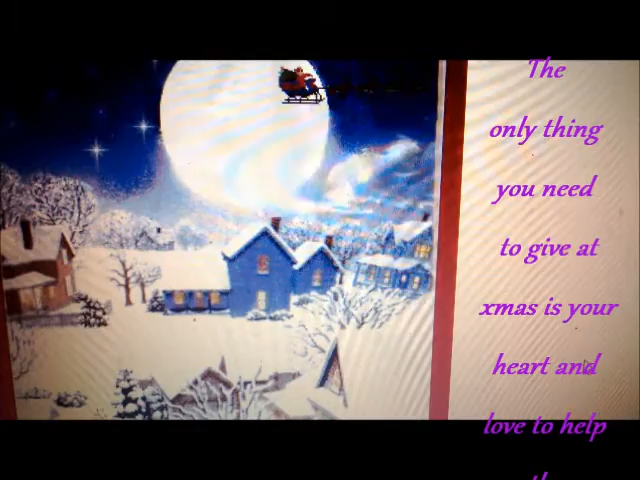 The
only thing
you need
to give at
xmas is your
heart and
love to help